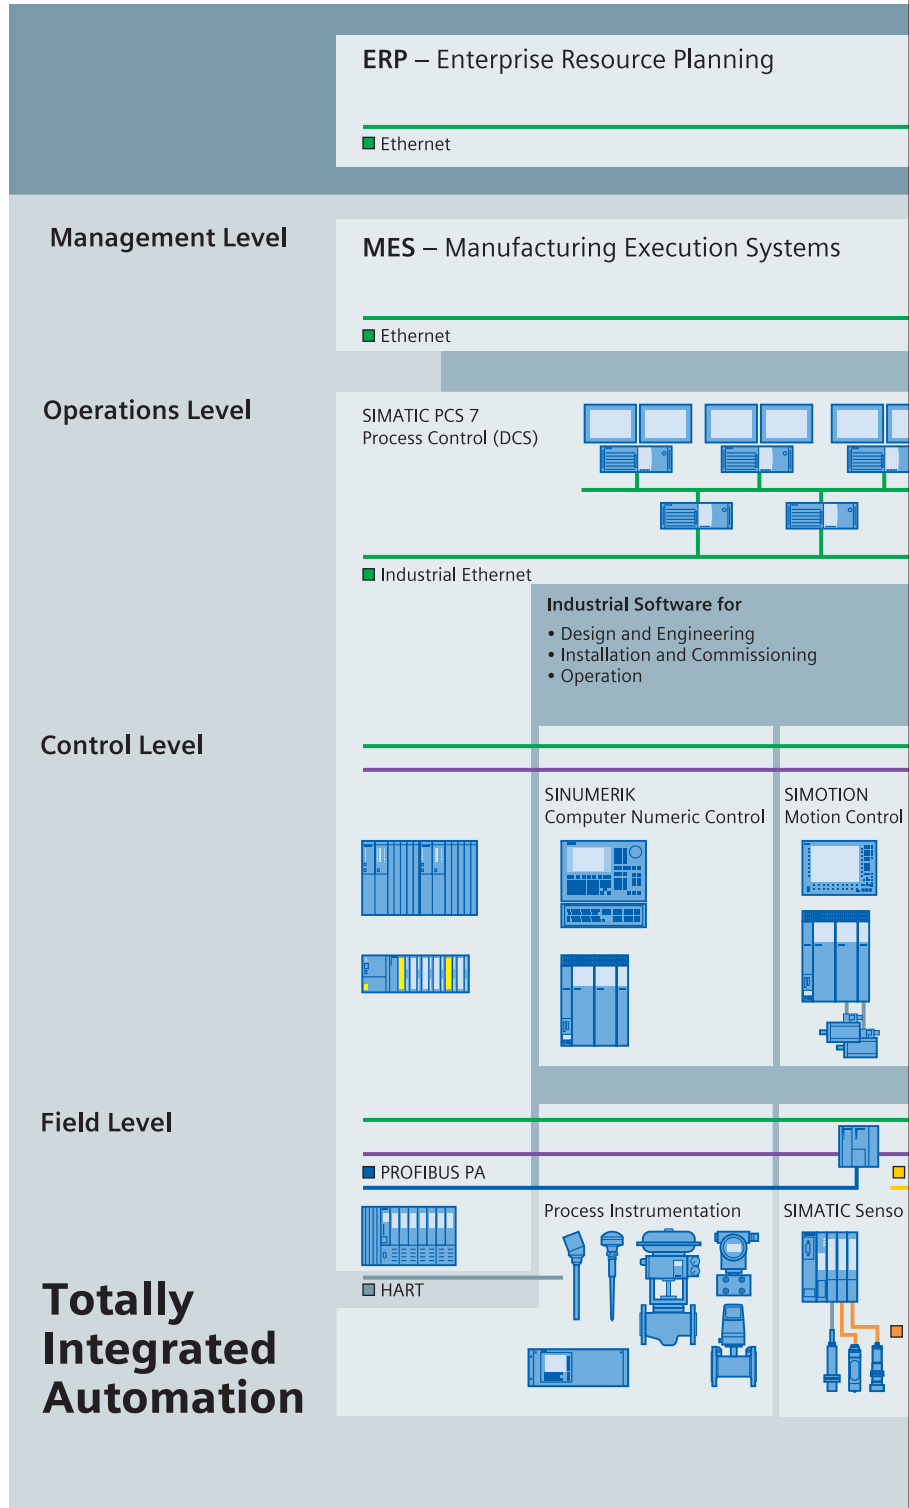 ERP – Enterprise Resource Planning
Ethernet
Management Level
MES – Manufacturing Execution Systems
Ethernet
Operations Level
SIMATIC PCS 7
Process Control (DCS)
Industrial Ethernet
Industrial Software for
• Design and Engineering
• Installation and Commissioning
• Operation
Control Level
SINUMERIK
Computer Numeric Control
SIMOTION
Motion Control
Field Level
PROFIBUS PA
Process Instrumentation
SIMATIC Senso
HART
Totally
Integrated
Automation